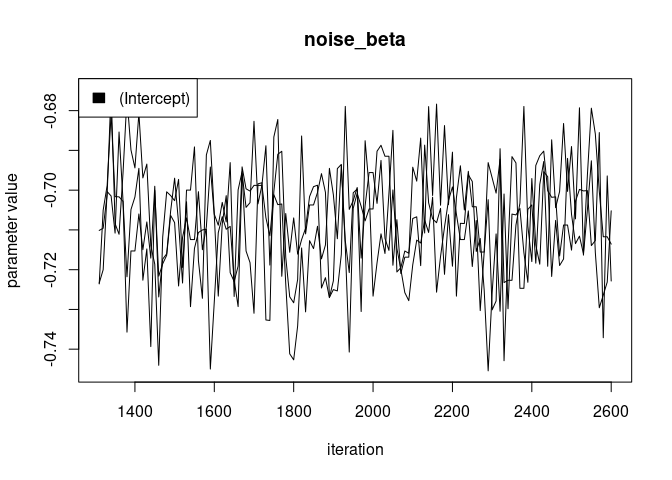 noise_beta
(Intercept)
-0.68
-0.70
-0.72
-0.74
parameter value
1400 1600 1800 2000 2200 2400 2600
iteration